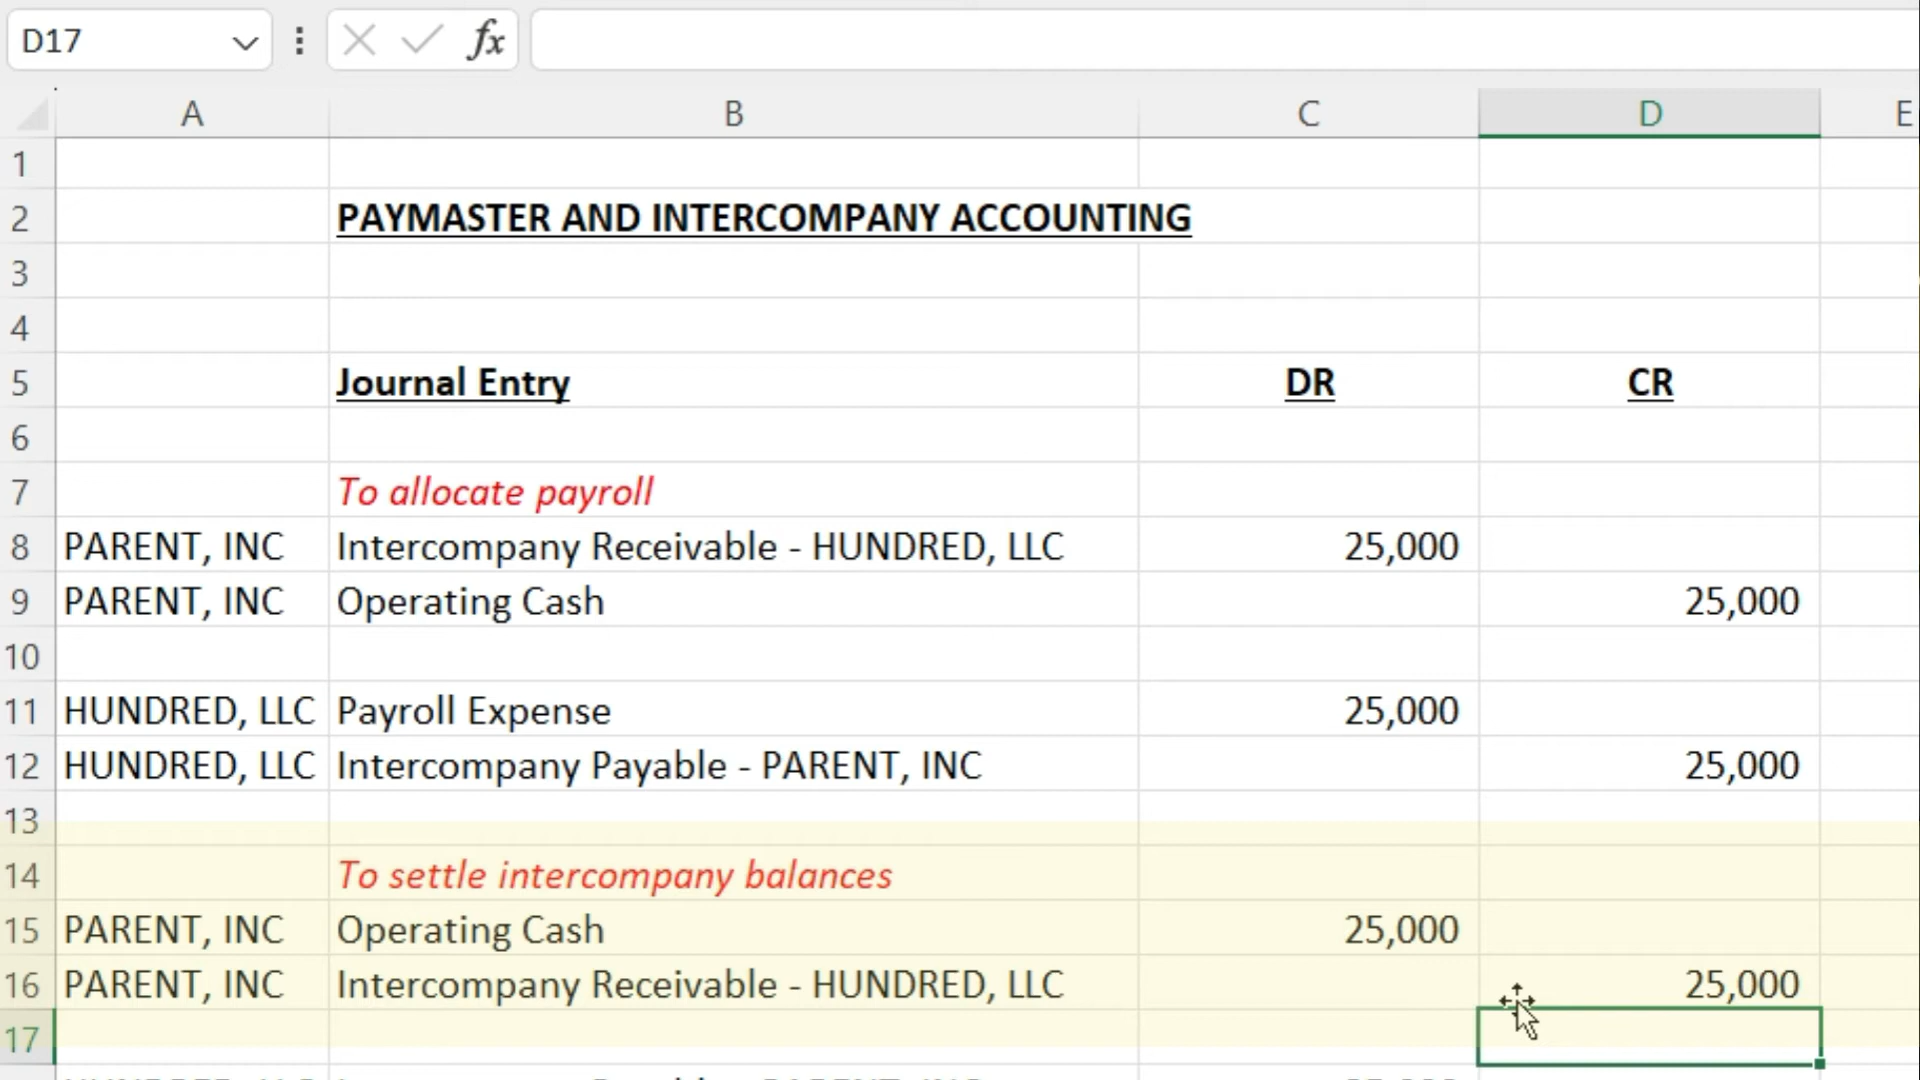 D17 fx
A B C D E
1
2 PAYMASTER AND INTERCOMPANY ACCOUNTING
3
4
5 Journal Entry DR CR
6
7 To allocate payroll
8 PARENT, INC Intercompany Receivable - HUNDRED, LLC 25,000
9 PARENT, INC Operating Cash 25,000
10
11 HUNDRED, LLC Payroll Expense 25,000
12 HUNDRED, LLC Intercompany Payable - PARENT, INC 25,000
13
14 To settle intercompany balances
15 PARENT, INC Operating Cash 25,000
16 PARENT, INC Intercompany Receivable - HUNDRED, LLC 25,000
17